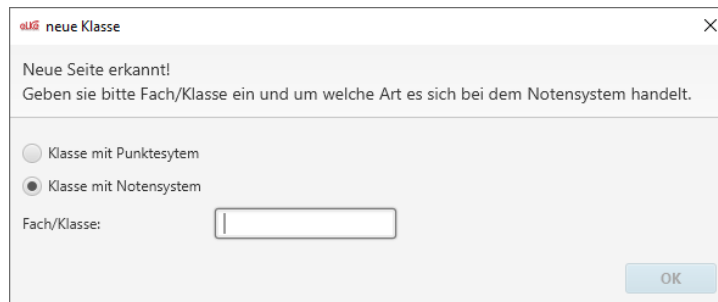 neue Klasse
Neue Seite erkannt!
Geben sie bitte Fach/Klasse ein und um welche Art es sich bei dem Notensystem handelt.
Klasse mit Punktesytem
Klasse mit Notensystem
Fach/Klasse:
OK